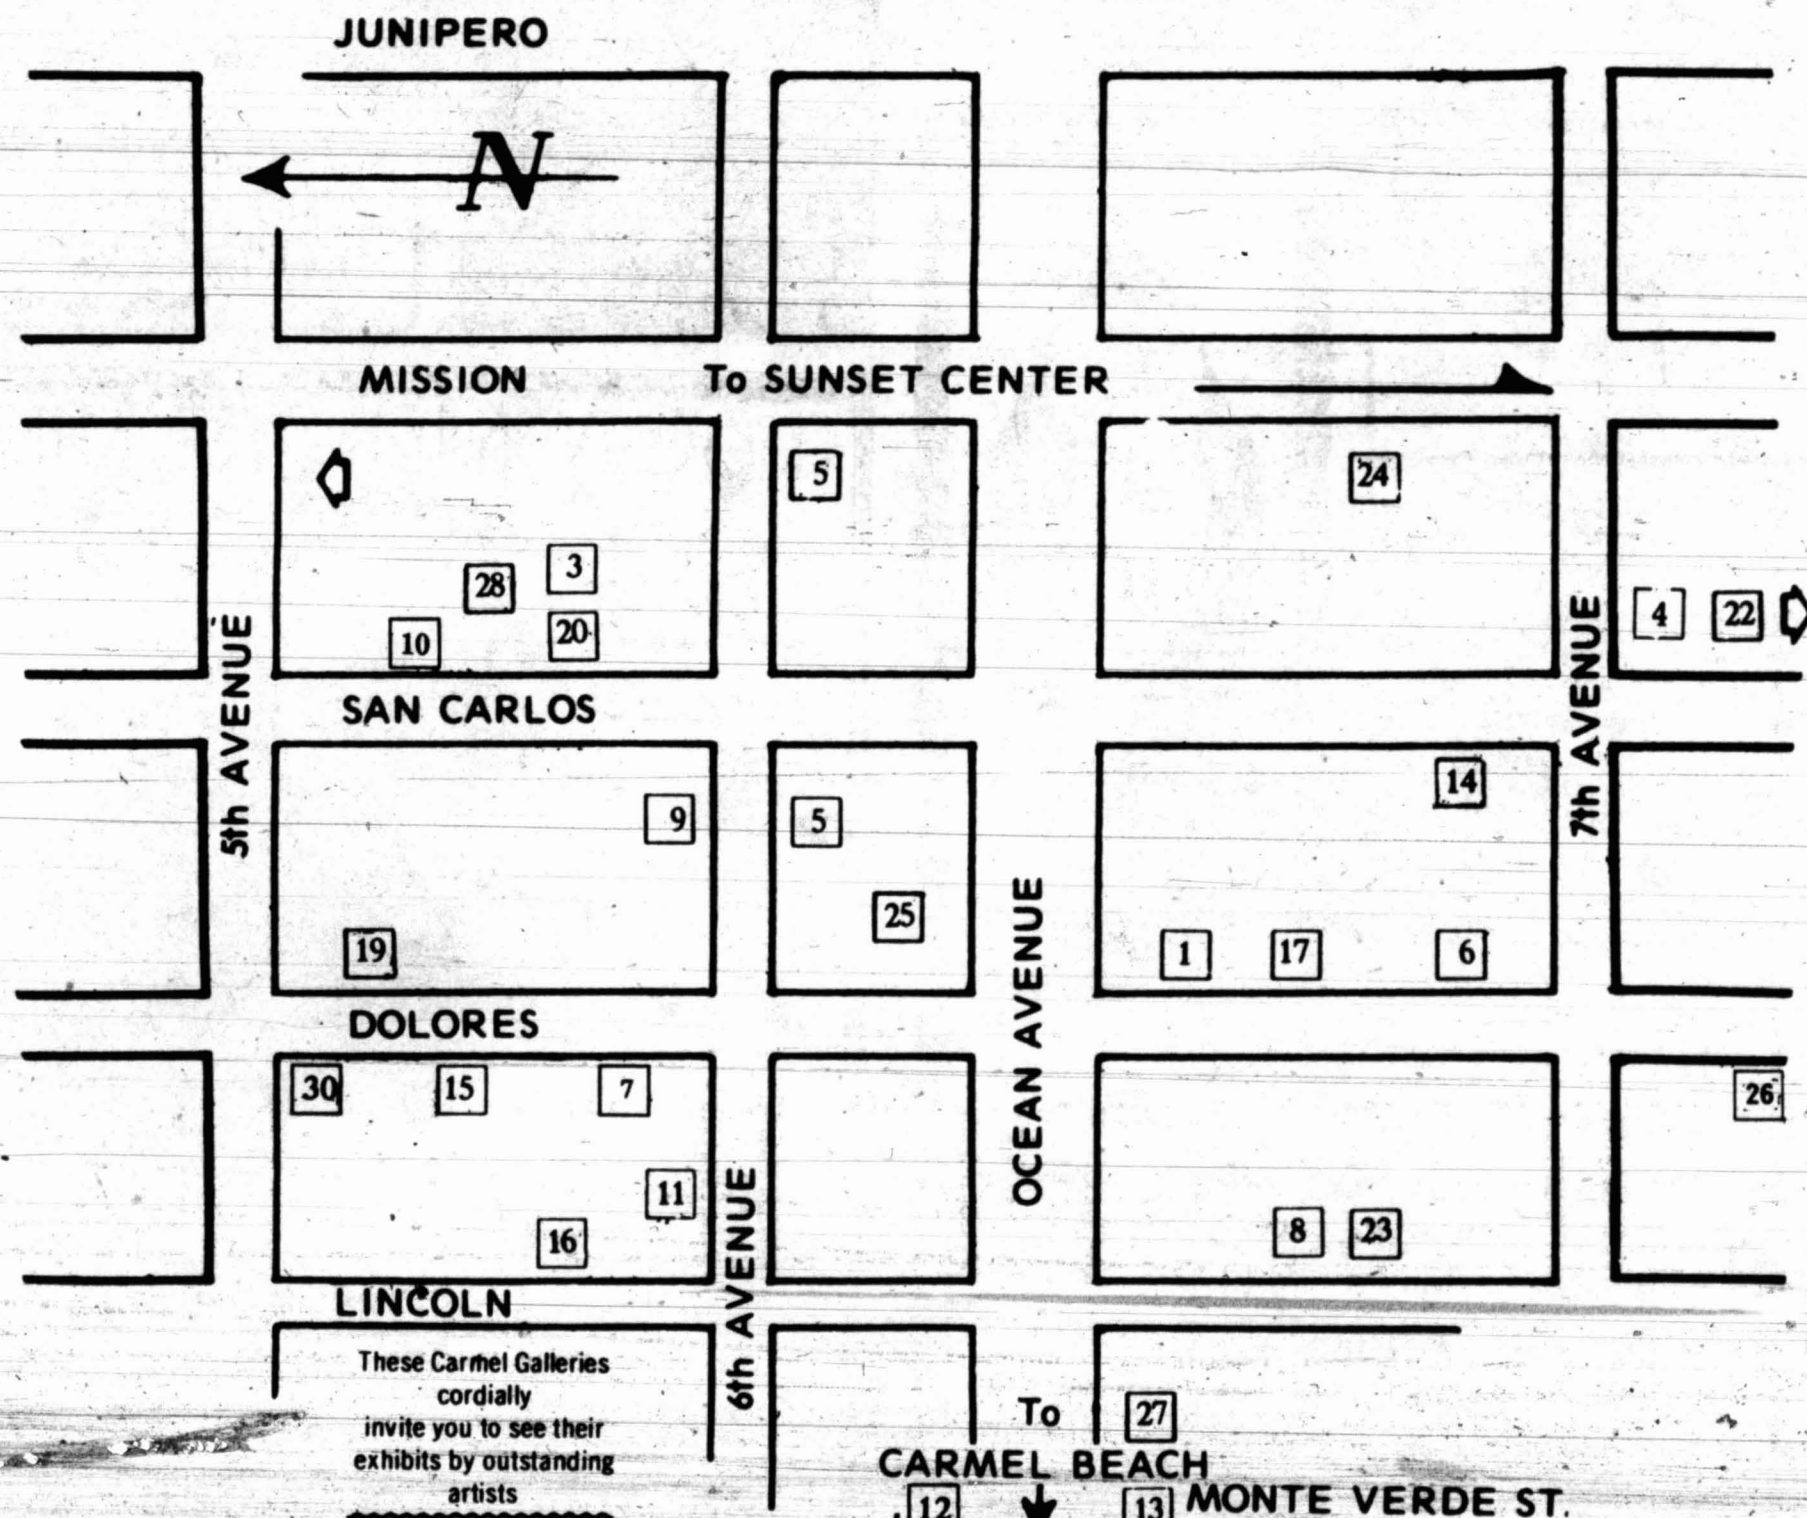 JUNIPERO
N
MISSION To SUNSET CENTER
5 24
28 3
10 20
4 22
5th AVENUE
7th AVENUE
SAN CARLOS
9 5 14
25
19 1 17 6
OCEAN AVENUE
DOLORES
30 15 7 26
11
16 8 23
6th AVENUE
LINCOLN
These Carmel Galleries
cordially
invite you to see their
exhibits by outstanding
artists
To 27
CARMEL BEACH
12 13 MONTE VERDE ST.